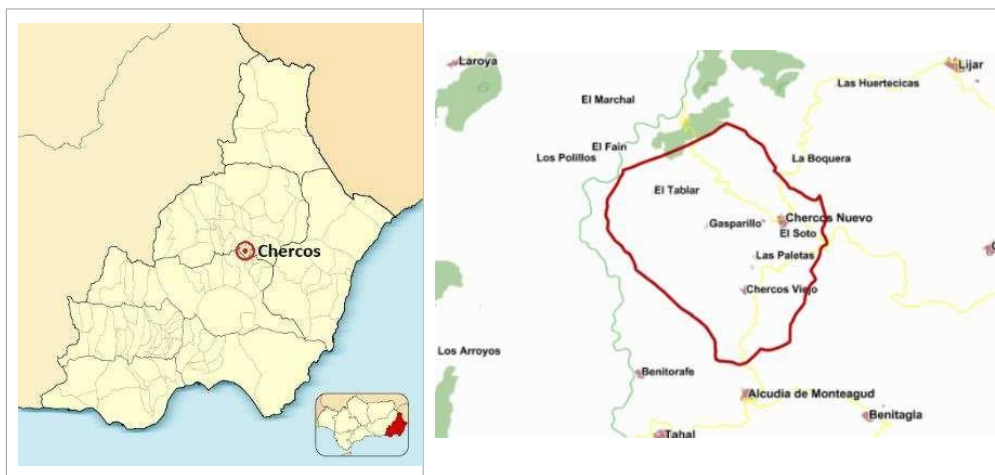 Chercos
Laroya
Lijar
Las Huertecicas
El Marchal
El Fain
Los Polillos
La Boquera
El Tablar
Gasparillo
Chercos Nuevo
El Soto
Las Paletas
Chercos Viejo
Los Arroyos
Benitorafe
Alcudia de Monteagud
Benitagla
Tahal